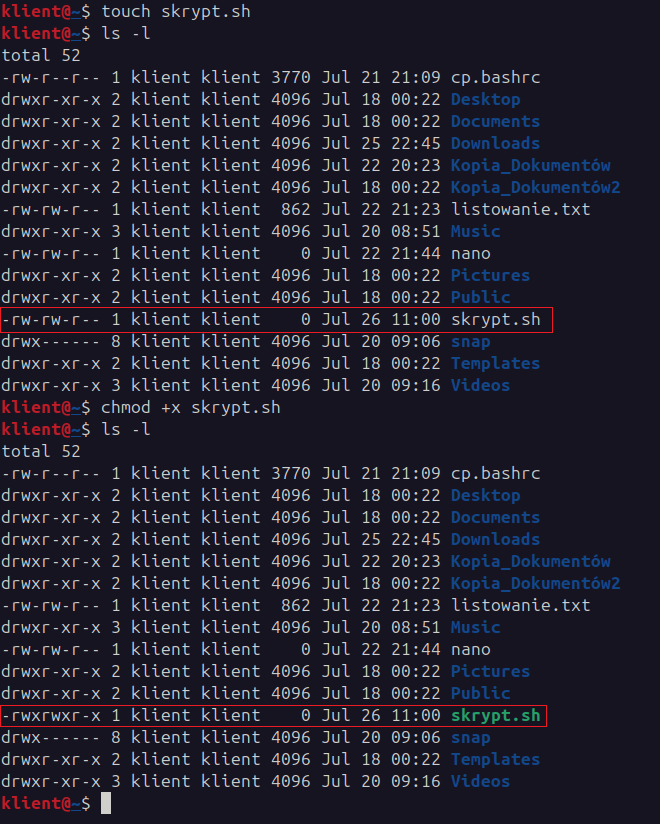 klient@~$ touch skrypt.sh
klient@~$ ls -l
total 52
-rw-r--r-- 1 klient klient 3770 Jul 21 21:09 cp.bashrc
drwxr-xr-x 2 klient klient 4096 Jul 18 00:22 Desktop
drwxr-xr-x 2 klient klient 4096 Jul 18 00:22 Documents
drwxr-xr-x 2 klient klient 4096 Jul 25 22:45 Downloads
drwxr-xr-x 2 klient klient 4096 Jul 22 20:23 Kopia_Dokumentów
drwxr-xr-x 2 klient klient 4096 Jul 18 00:22 Kopia_Dokumentów2
-rw-rw-r-- 1 klient klient  862 Jul 22 21:23 listowanie.txt
drwxr-xr-x 3 klient klient 4096 Jul 20 08:51 Music
-rw-rw-r-- 1 klient klient    0 Jul 22 21:44 nano
drwxr-xr-x 2 klient klient 4096 Jul 18 00:22 Pictures
drwxr-xr-x 2 klient klient 4096 Jul 18 00:22 Public
-rw-rw-r-- 1 klient klient    0 Jul 26 11:00 skrypt.sh
drwx------ 8 klient klient 4096 Jul 20 09:06 snap
drwxr-xr-x 2 klient klient 4096 Jul 18 00:22 Templates
drwxr-xr-x 3 klient klient 4096 Jul 20 09:16 Videos
klient@~$ chmod +x skrypt.sh
klient@~$ ls -l
total 52
-rw-r--r-- 1 klient klient 3770 Jul 21 21:09 cp.bashrc
drwxr-xr-x 2 klient klient 4096 Jul 18 00:22 Desktop
drwxr-xr-x 2 klient klient 4096 Jul 18 00:22 Documents
drwxr-xr-x 2 klient klient 4096 Jul 25 22:45 Downloads
drwxr-xr-x 2 klient klient 4096 Jul 22 20:23 Kopia_Dokumentów
drwxr-xr-x 2 klient klient 4096 Jul 18 00:22 Kopia_Dokumentów2
-rw-rw-r-- 1 klient klient  862 Jul 22 21:23 listowanie.txt
drwxr-xr-x 3 klient klient 4096 Jul 20 08:51 Music
-rw-rw-r-- 1 klient klient    0 Jul 22 21:44 nano
drwxr-xr-x 2 klient klient 4096 Jul 18 00:22 Pictures
drwxr-xr-x 2 klient klient 4096 Jul 18 00:22 Public
-rwxrwxr-x 1 klient klient    0 Jul 26 11:00 skrypt.sh
drwx------ 8 klient klient 4096 Jul 20 09:06 snap
drwxr-xr-x 2 klient klient 4096 Jul 18 00:22 Templates
drwxr-xr-x 3 klient klient 4096 Jul 20 09:16 Videos
klient@~$